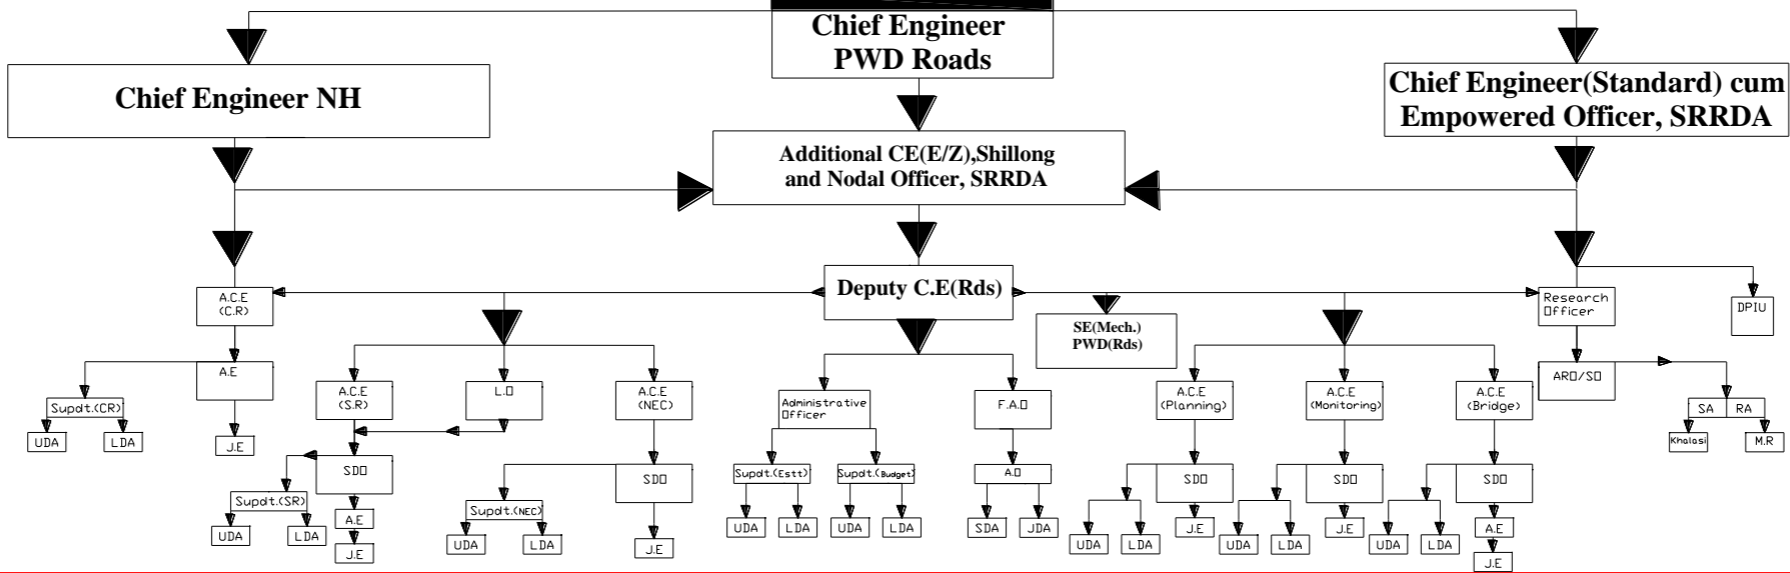 Chief Engineer
PWD Roads
Chief Engineer NH
Chief Engineer(Standard) cum
Empowered Officer, SRRDA
Additional CE(E/Z),Shillong
and Nodal Officer, SRRDA
Deputy C.E(Rds)
A.C.E
(C.R)
SE(Mech.)
PWD(Rds)
Research
Officer
DPIU
A.E
A.C.E
(S.R)
L.O
A.C.E
(NEC)
Administrative
Officer
F.A.O
A.C.E
(Planning)
A.C.E
(Monitoring)
A.C.E
(Bridge)
ARO/SO
Supdt.(CR)
SA
RA
UDA
LDA
J.E
Khalasi
M.R
SDO
SDO
Supdt.(Estt)
Supdt.(Budget)
A.O
SDO
SDO
SDO
Supdt.(SR)
Supdt.(NEC)
A.E
UDA
LDA
UDA
LDA
SDA
JDA
J.E
J.E
A.E
UDA
LDA
J.E
UDA
LDA
J.E
UDA
LDA
UDA
LDA
UDA
LDA
J.E